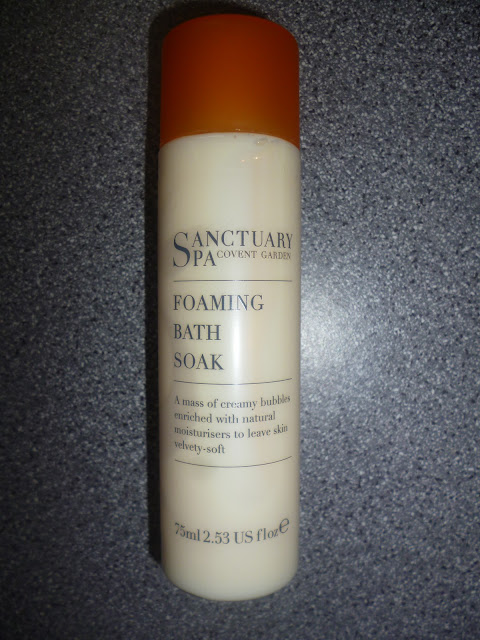 SANCTUARY
SPA COVENT GARDEN
FOAMING
BATH
SOAK
A mass of creamy bubbles
enriched with natural
moisturisers to leave skin
velvety-soft
75ml 2.53 US fl oz ℮